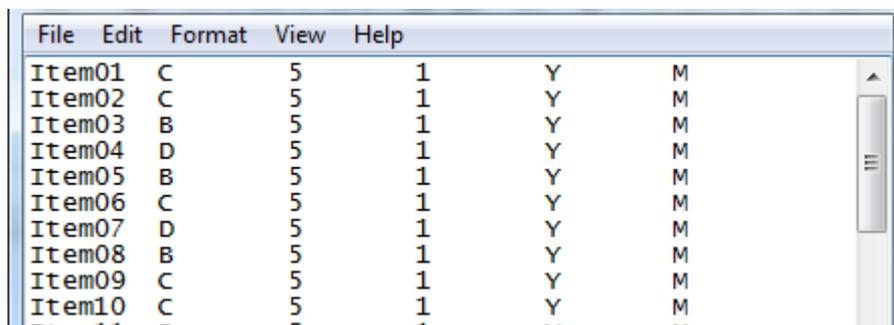 File Edit Format View Help
Item01 C 5 1 Y M
Item02 C 5 1 Y M
Item03 B 5 1 Y M
Item04 D 5 1 Y M
Item05 B 5 1 Y M
Item06 C 5 1 Y M
Item07 D 5 1 Y M
Item08 B 5 1 Y M
Item09 C 5 1 Y M
Item10 C 5 1 Y M